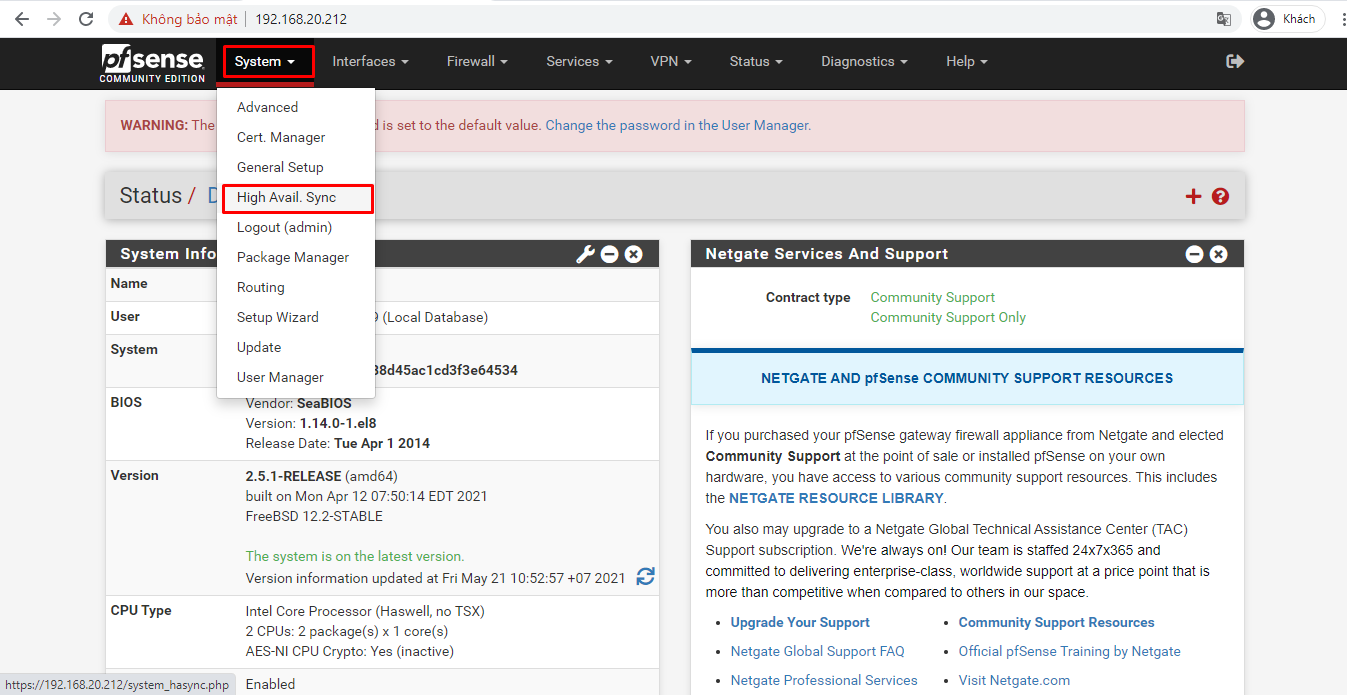 Không bảo mật | 192.168.20.212
Khách
pfsense
COMMUNITY EDITION
System Interfaces Firewall Services VPN Status Diagnostics Help
Advanced
Cert. Manager
General Setup
High Avail. Sync
Logout (admin)
Package Manager
Routing
Setup Wizard
Update
User Manager
WARNING: The d is set to the default value. Change the password in the User Manager.
Status / D
System Info
Name
User 9 (Local Database)
System
38d45ac1cd3f3e64534
BIOS Vendor: SeaBIOS
Version: 1.14.0-1.el8
Release Date: Tue Apr 1 2014
Version 2.5.1-RELEASE (amd64)
built on Mon Apr 12 07:50:14 EDT 2021
FreeBSD 12.2-STABLE
The system is on the latest version.
Version information updated at Fri May 21 10:52:57 +07 2021
CPU Type Intel Core Processor (Haswell, no TSX)
2 CPUs: 2 package(s) x 1 core(s)
AES-NI CPU Crypto: Yes (inactive)
Enabled
Netgate Services And Support
Contract type Community Support
Community Support Only
NETGATE AND pfSense COMMUNITY SUPPORT RESOURCES
If you purchased your pfSense gateway firewall appliance from Netgate and elected
Community Support at the point of sale or installed pfSense on your own
hardware, you have access to various community support resources. This includes
the NETGATE RESOURCE LIBRARY.
You also may upgrade to a Netgate Global Technical Assistance Center (TAC)
Support subscription. We're always on! Our team is staffed 24x7x365 and
committed to delivering enterprise-class, worldwide support at a price point that is
more than competitive when compared to others in our space.
• Upgrade Your Support
• Netgate Global Support FAQ
• Netgate Professional Services
• Community Support Resources
• Official pfSense Training by Netgate
• Visit Netgate.com
https://192.168.20.212/system_hasync.php